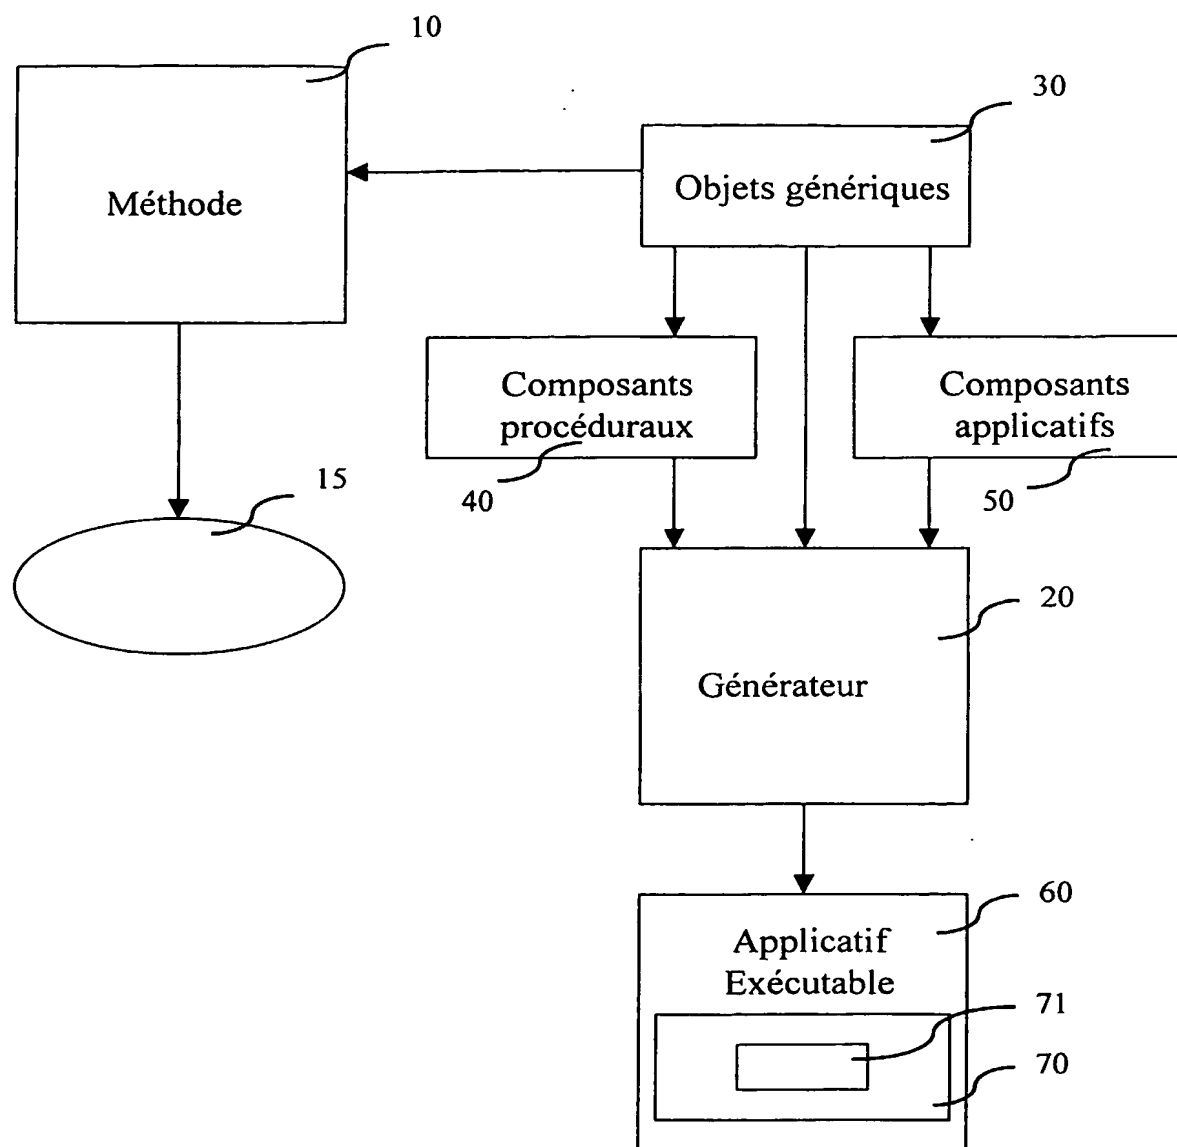 10
30
Objets génériques
Méthode
Composants
procéduraux
Composants
applicatifs
15
40
50
20
Générateur
60
Applicatif
Exécutable
71
70